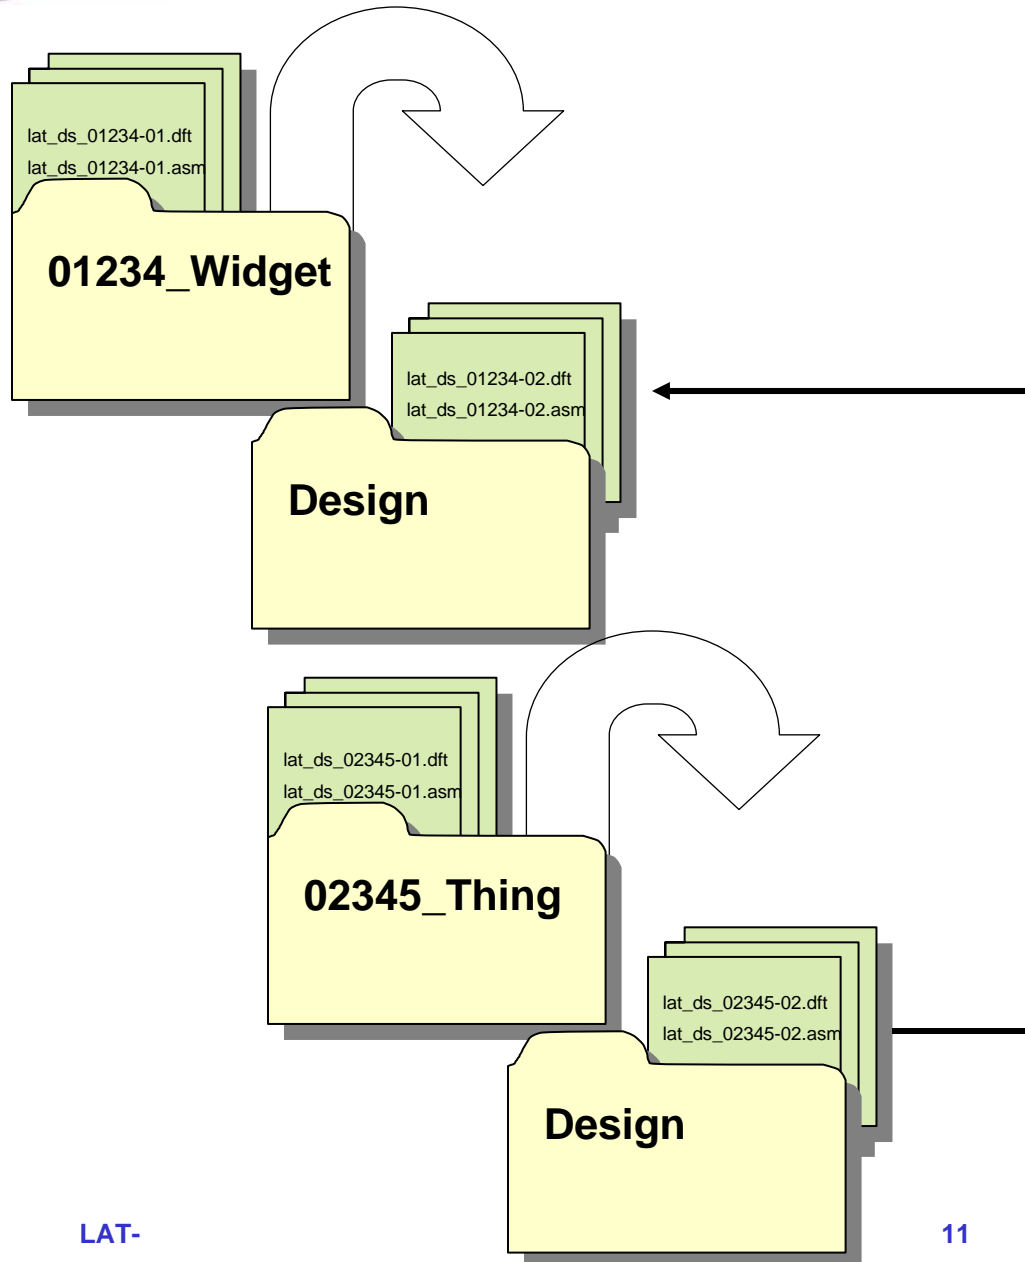 lat_ds_01234-01.dft
lat_ds_01234-01.asm
01234_Widget
lat_ds_01234-02.dft
lat_ds_01234-02.asm
Design
lat_ds_02345-01.dft
lat_ds_02345-01.asm
02345_Thing
lat_ds_02345-02.dft
lat_ds_02345-02.asm
Design
LAT-
11